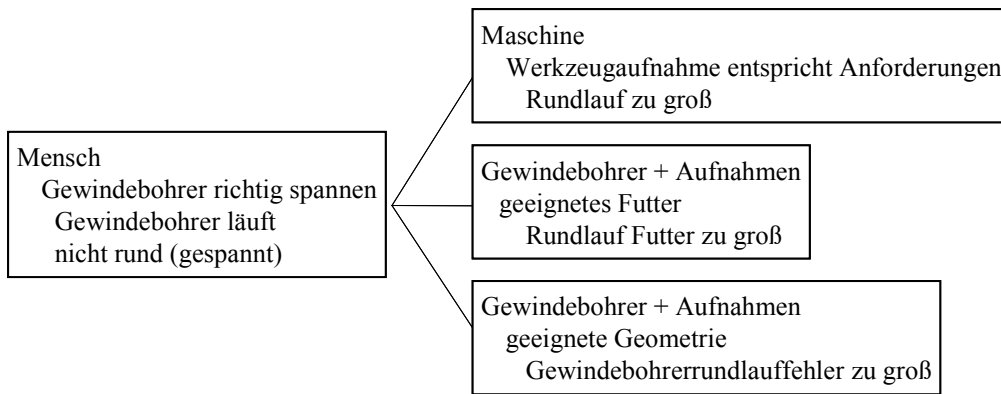 Mensch
Gewindebohrer richtig spannen
Gewindebohrer läuft
nicht rund (gespannt)
Maschine
Werkzeugaufnahme entspricht Anforderungen
Rundlauf zu groß
Gewindebohrer + Aufnahmen
geeignetes Futter
Rundlauf Futter zu groß
Gewindebohrer + Aufnahmen
geeignete Geometrie
Gewindebohrerrundlauffehler zu groß